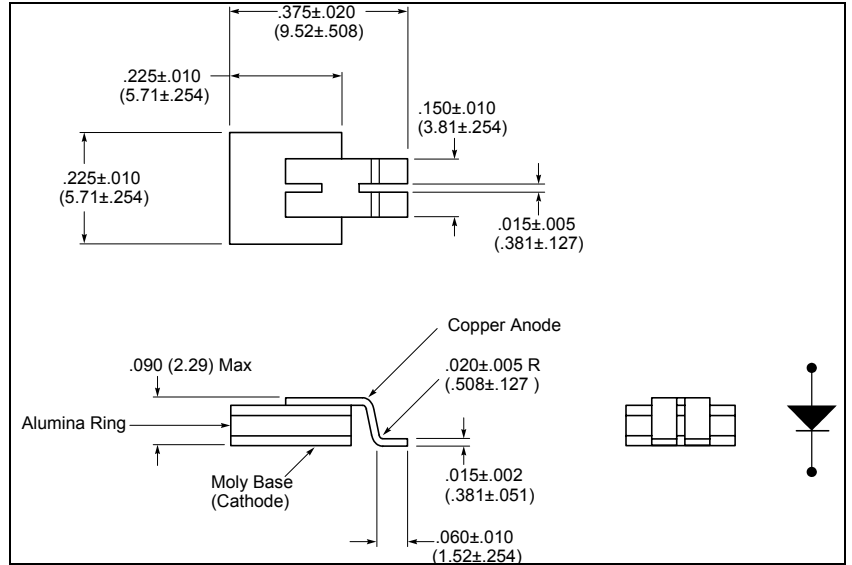 .375±.020
(9.52±.508)
.225±.010
(5.71±.254)
.150±.010
(3.81±.254)
.225±.010
(5.71±.254)
.015±.005
(.381±.127)
Copper Anode
.090 (2.29) Max
.020±.005 R
(.508±.127 )
Alumina Ring
Moly Base
(Cathode)
.015±.002
(.381±.051)
.060±.010
(1.52±.254)